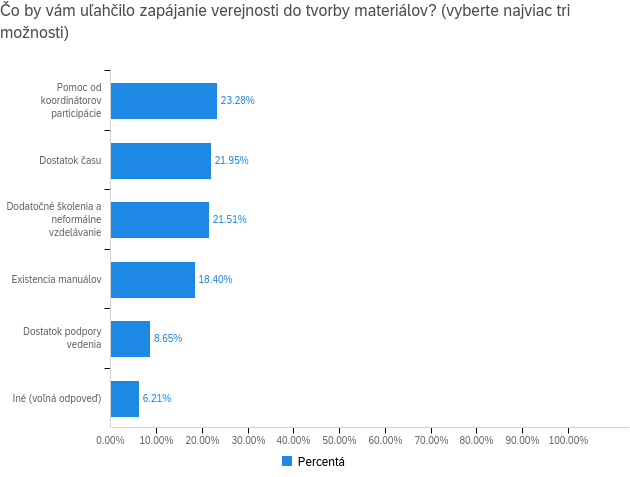 Čo by vám uľahčilo zapájanie verejnosti do tvorby materiálov? (vyberte najviac tri
možnosti)
Pomoc od
koordinátorov
participácie
23.28%
Dostatok času
21.95%
Dodatočné školenia a
neformálne
vzdelávanie
21.51%
Existencia manuálov
18.40%
Dostatok podpory
vedenia
8.65%
Iné (voľná odpoveď)
6.21%
0.00% 10.00% 20.00% 30.00% 40.00% 50.00% 60.00% 70.00% 80.00% 90.00% 100.00%
Percentá